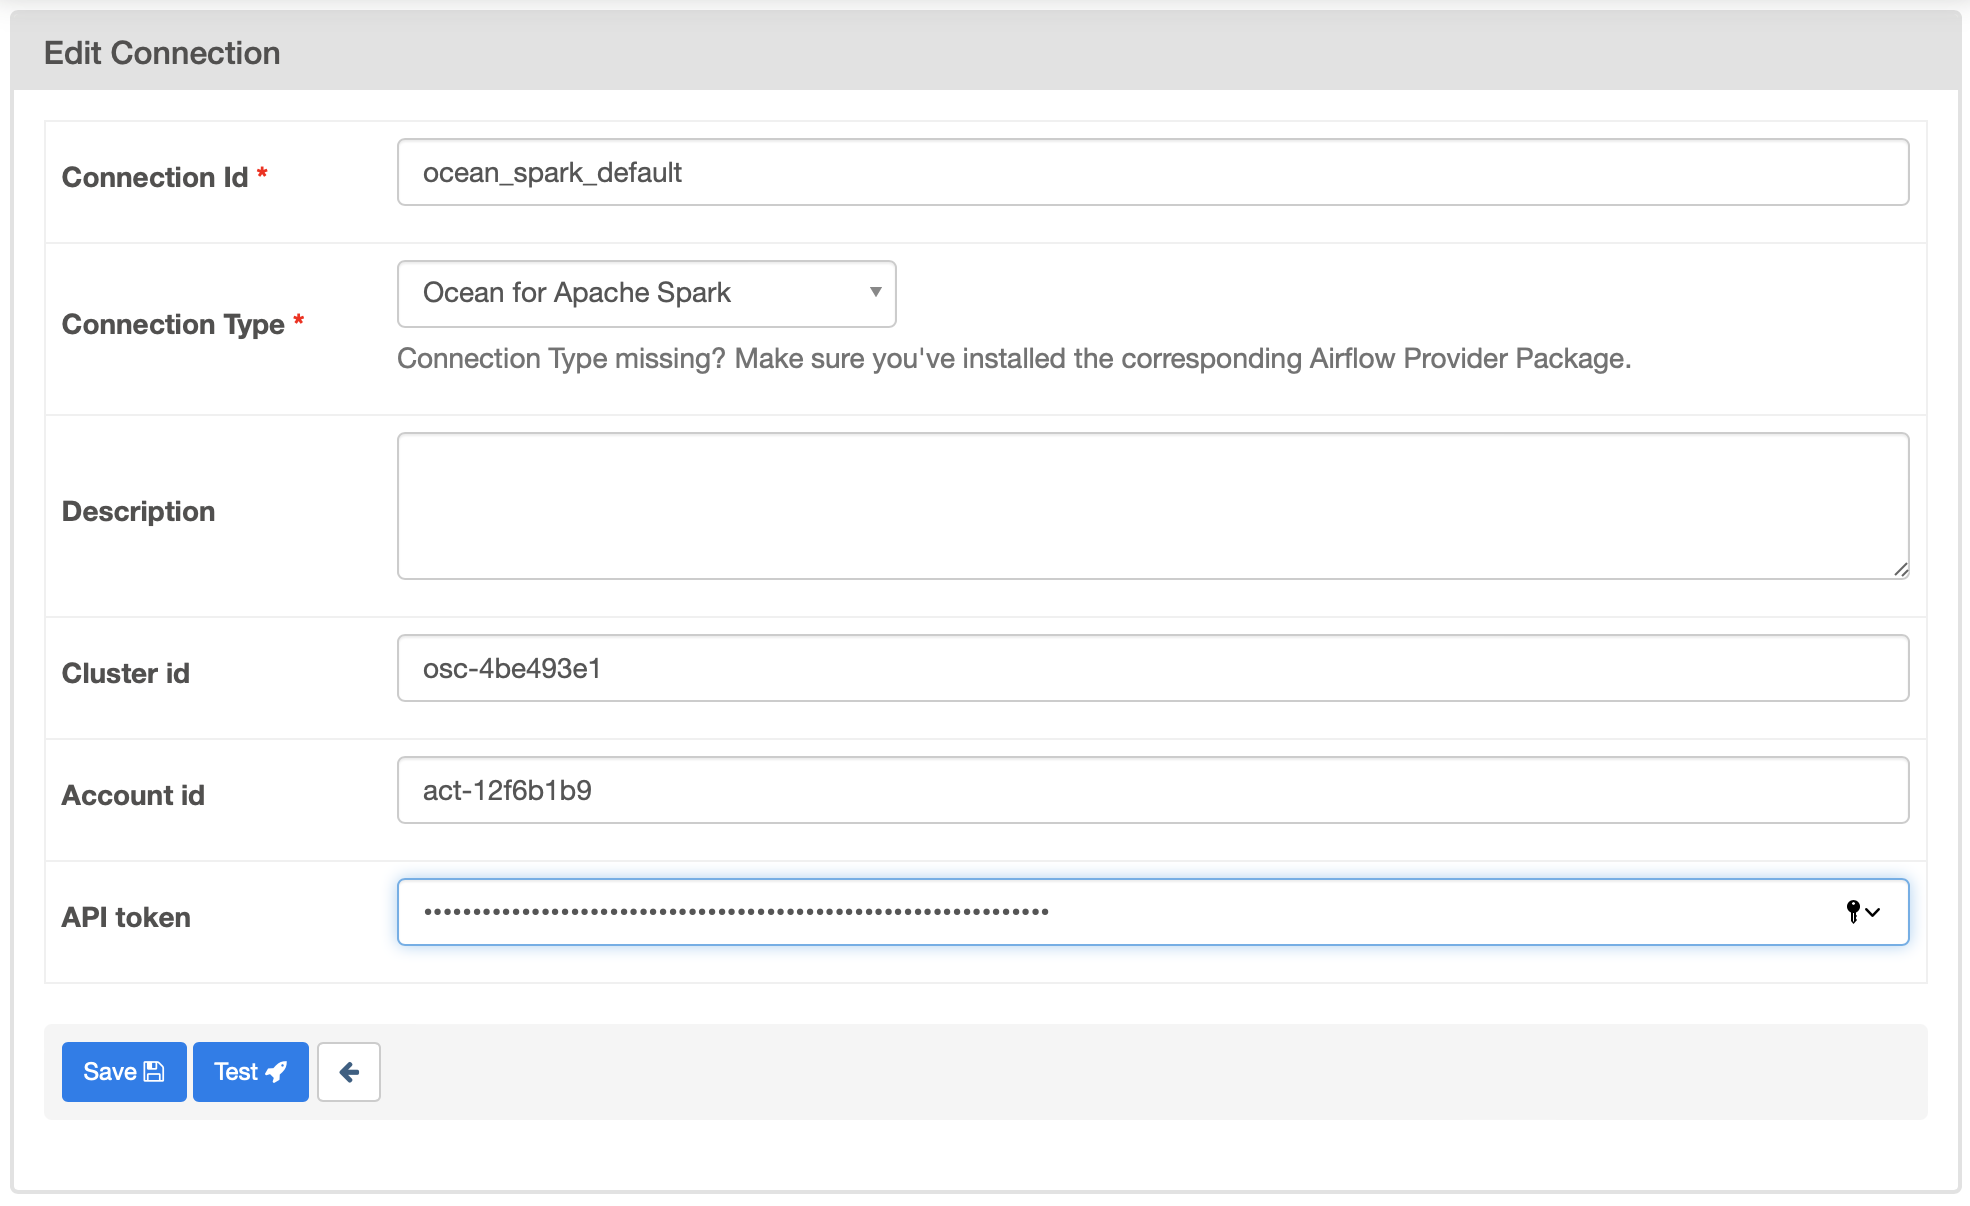 Edit Connection
Connection Id *
ocean_spark_default
Connection Type *
Ocean for Apache Spark
Connection Type missing? Make sure you've installed the corresponding Airflow Provider Package.
Description
Cluster id
osc-4be493e1
Account id
act-12f6b1b9
API token
••••••••••••••••••••••••••••••••••••••••••••••••••••••••••••••••
Save
Test